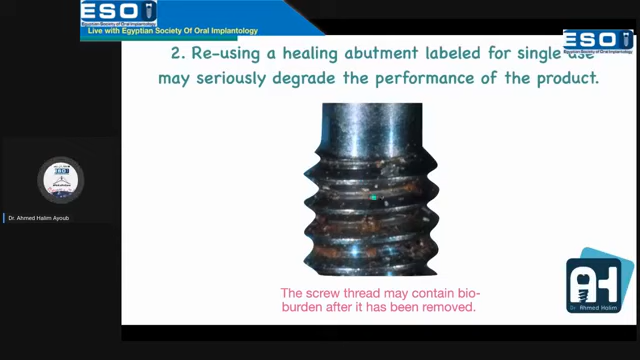 ESOI
Egyptian Society of Oral Implantology
Live with Egyptian Society Of Oral Implantology
ESOI
2. Re-using a healing abutment labeled for single use
may seriously degrade the performance of the product.
Dr. Ahmed Halim Ayoub
The screw thread may contain bio-
burden after it has been removed.
AH
Dr. Ahmed Halim